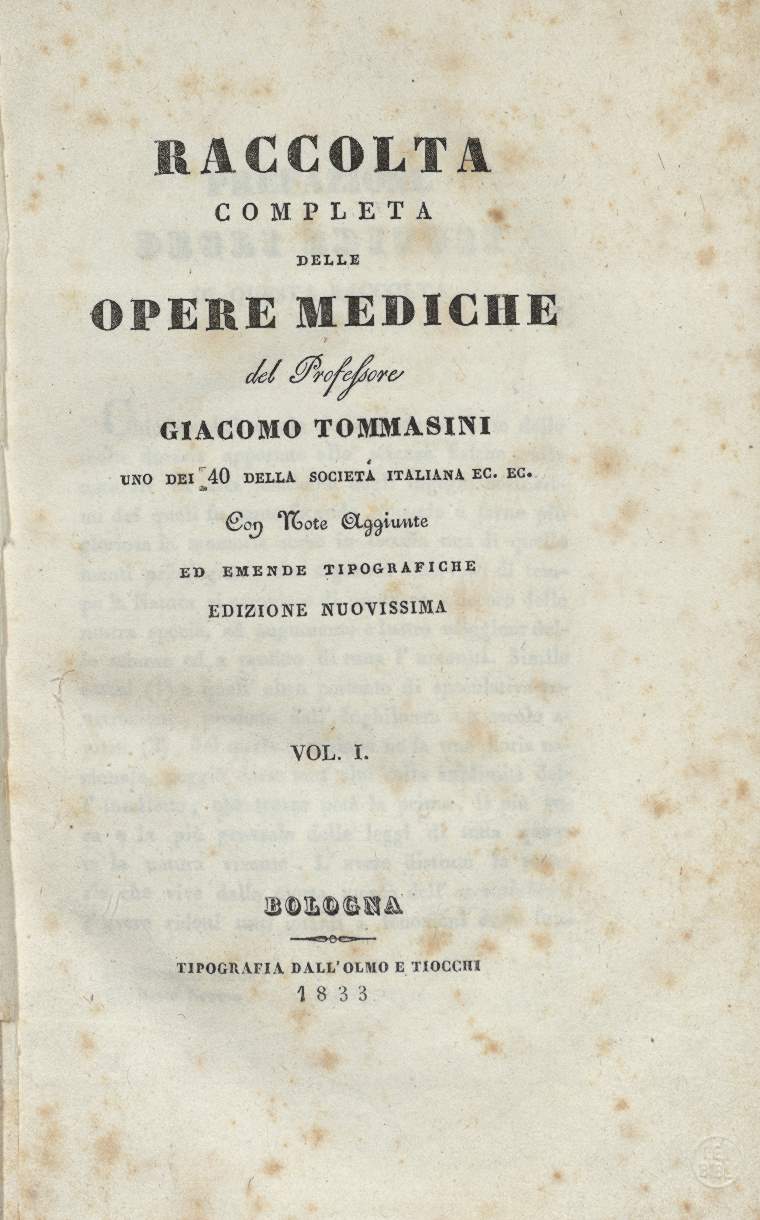 RACCOLTA
COMPLETA
DELLE
OPERE MEDICHE
del Professore
GIACOMO TOMMASINI
UNO DEI 40 DELLA SOCIETÁ ITALIANA EC. EC.
Con Note Aggiunte
ED EMENDE TIPOGRAFICHE
EDIZIONE NUOVISSIMA
VOL. I.
BOLOGNA
TIPOGRAFIA DALL'OLMO E TIOCCHI
1833